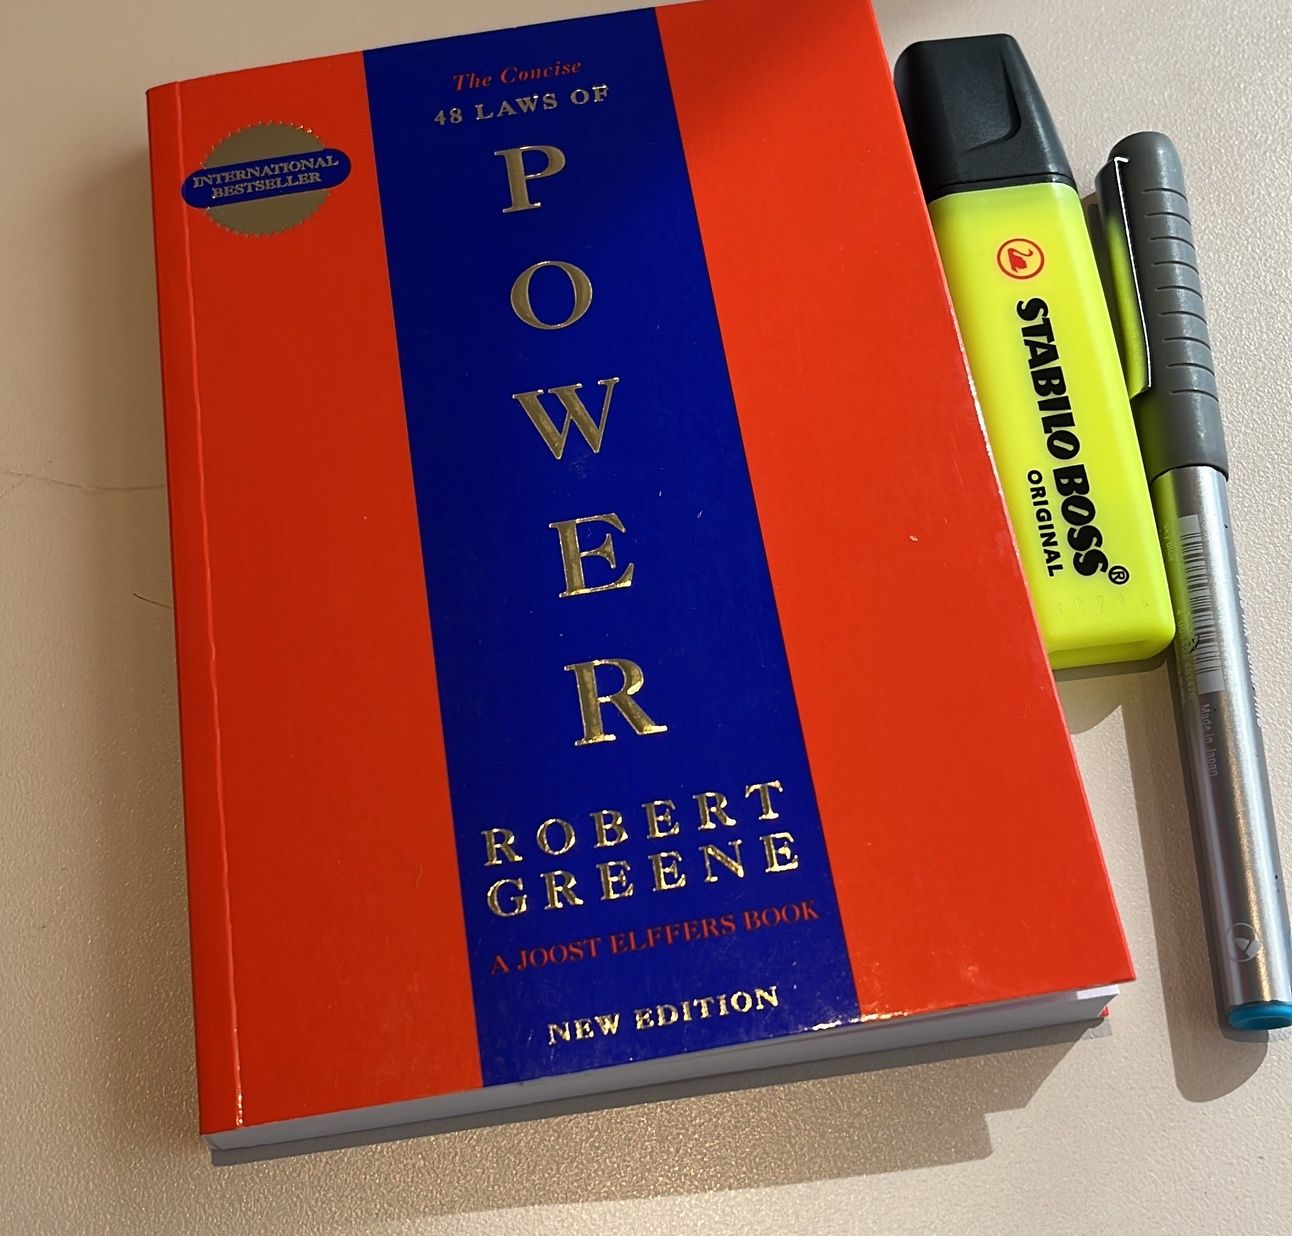 The Concise
48 LAWS OF
POWER
INTERNATIONAL
BESTSELLER
ROBERT
GREENE
A JOOST ELFFERS BOOK
NEW EDITION
STABILO BOSS®
ORIGINAL
Made in Japan